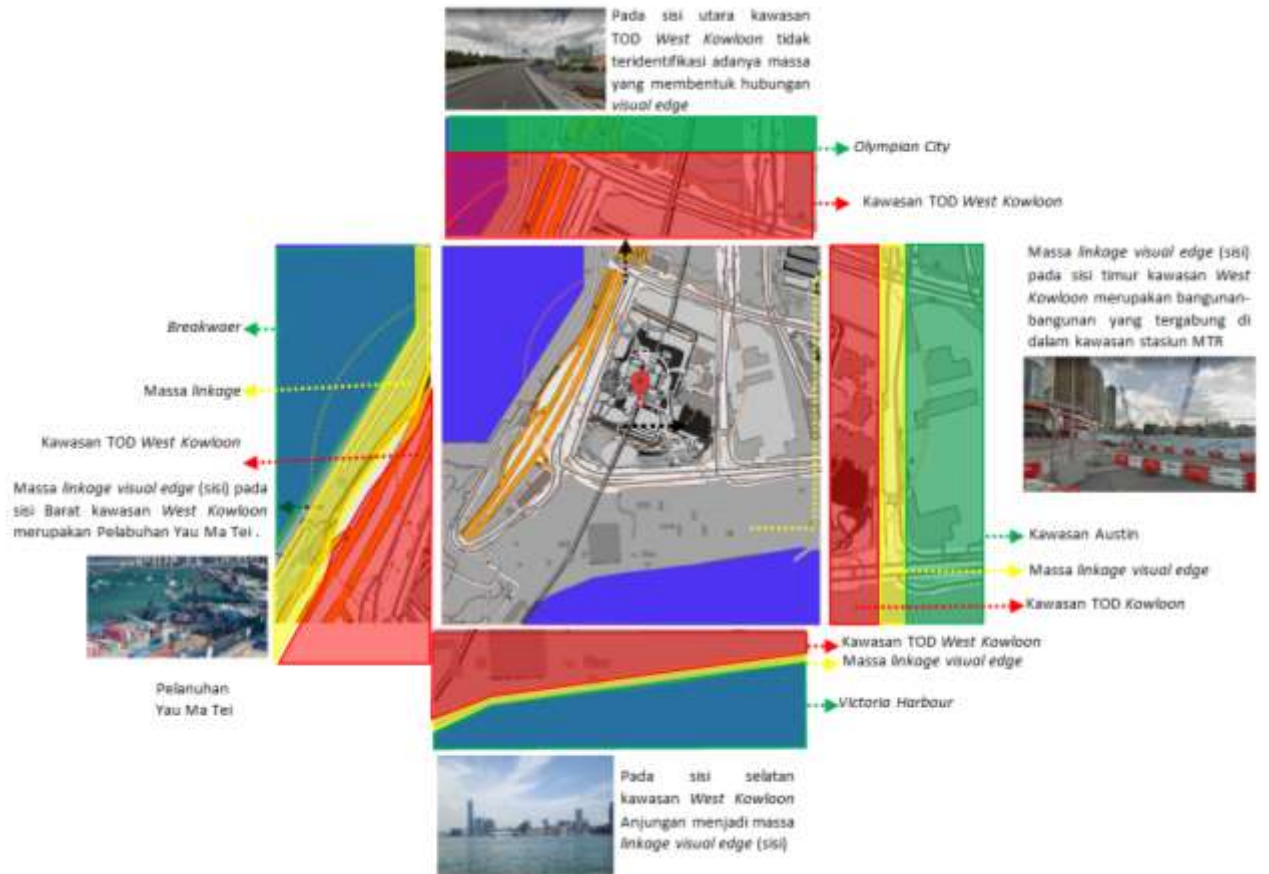 Pada sisi utara kawasan
TOD West Kowloon tidak
teridentifikasi adanya massa
yang membentuk hubungan
visual edge
Olympian City
Kawasan TOD West Kowloon
Massa linkage visual edge (sisi)
pada sisi timur kawasan West
Kowloon merupakan bangunan-
bangunan yang tergabung di
dalam kawasan stasiun MTR
Breakwaer
Massa linkage
Kawasan TOD West Kowloon
Massa linkage visual edge (sisi) pada
sisi Barat kawasan West Kowloon
merupakan Pelabuhan Yau Ma Tei .
Kawasan Austin
Massa linkage visual edge
Kawasan TOD Kowloon
Kawasan TOD West Kowloon
Massa linkage visual edge
Victoria Harbour
Pelanuhan
Yau Ma Tei
Pada sisi selatan
kawasan West Kowloon
Anjungan menjadi massa
linkage visual edge (sisi)